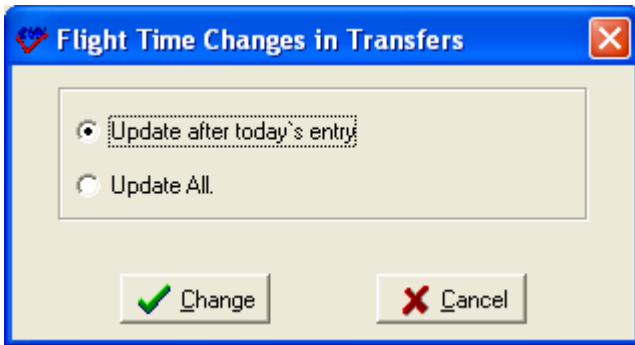 Flight Time Changes in Transfers
Update after today`s entry
Update All.
Change
Cancel